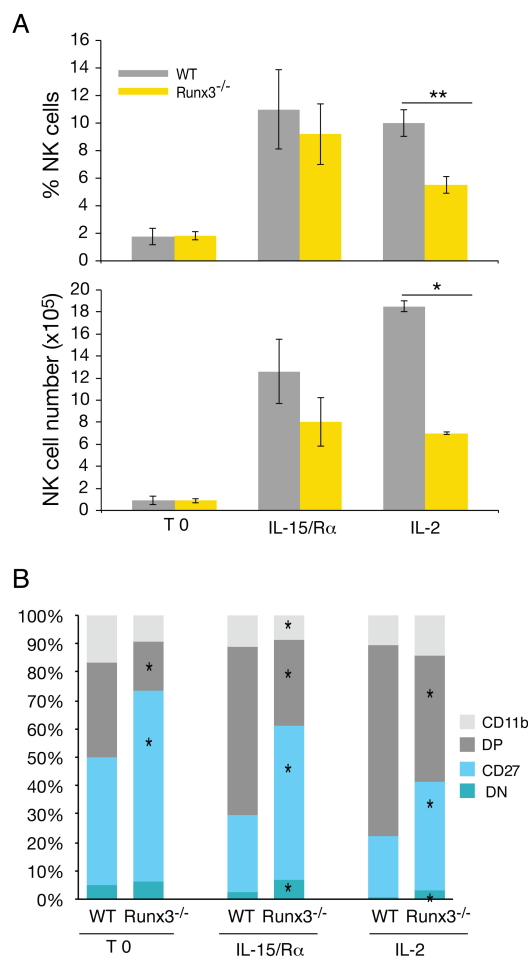 A
16
14
12
10
8
6
4
2
0
% NK cells
WT
Runx3-/-
**
20
18
16
14
12
10
8
6
4
2
0
NK cell number (x10⁵)
*
T 0 IL-15/Rα IL-2
B
100%
90%
80%
70%
60%
50%
40%
30%
20%
10%
0%
* * * * * * * * *
CD11b
DP
CD27
DN
WT Runx3-/- WT Runx3-/- WT Runx3-/-
T 0 IL-15/Rα IL-2